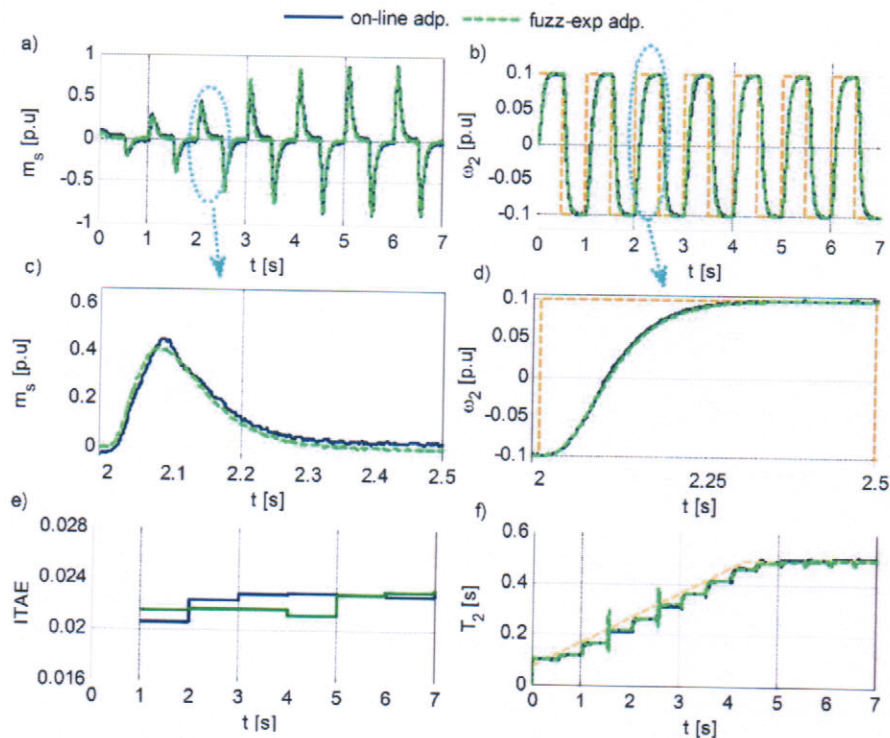 on-line adp. fuzz-exp adp.
a)
1
0.5
0
-0.5
-1
m_s [p.u]
0 1 2 3 4 5 6 7
t [s]
b)
0.1
0.05
0
-0.05
-0.1
ω_2 [p.u]
0 1 2 3 4 5 6 7
t [s]
c)
0.6
0.4
0.2
0
m_s [p.u]
2 2.1 2.2 2.3 2.4 2.5
t [s]
d)
0.1
0.05
0
-0.05
-0.1
ω_2 [p.u]
2 2.25 2.5
t [s]
e)
0.028
0.024
0.02
0.016
ITAE
0 1 2 3 4 5 6 7
t [s]
f)
0.6
0.4
0.2
0
T_2 [s]
0 1 2 3 4 5 6 7
t [s]